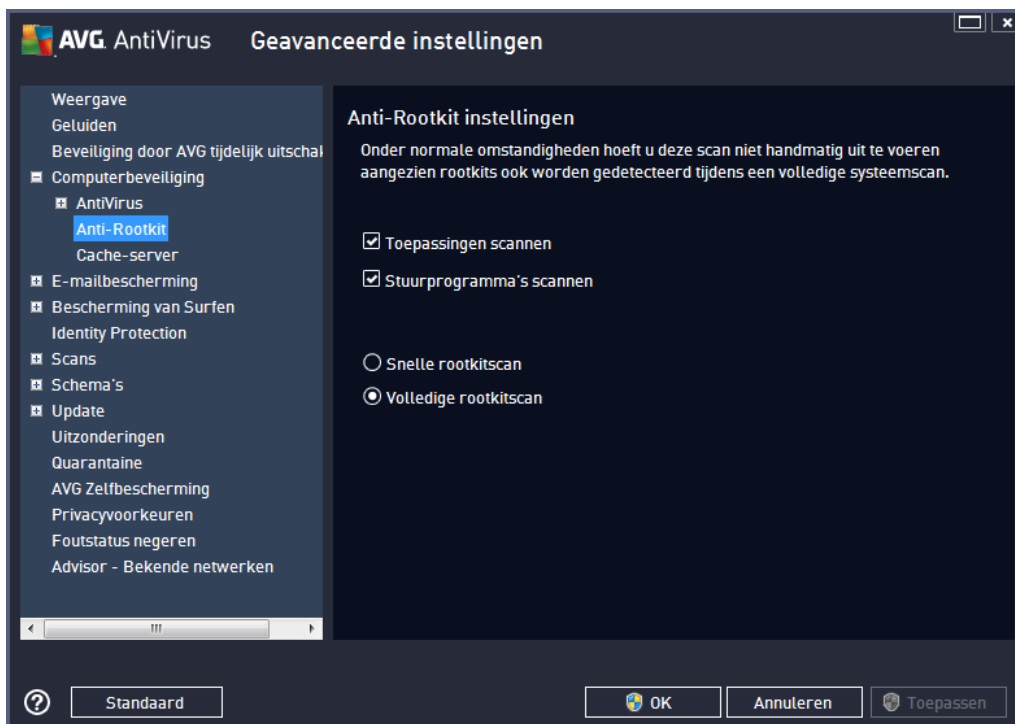 AVG. AntiVirus Geavanceerde instellingen
Weergave
Geluiden
Beveiliging door AVG tijdelijk uitschak
Computerbeveiliging
AntiVirus
Anti-Rootkit
Cache-server
E-mailbescherming
Bescherming van Surfen
Identity Protection
Scans
Schema's
Update
Uitzonderingen
Quarantaine
AVG Zelfbescherming
Privacyvoorkeuren
Foutstatus negeren
Advisor - Bekende netwerken
Anti-Rootkit instellingen
Onder normale omstandigheden hoeft u deze scan niet handmatig uit te voeren
aangezien rootkits ook worden gedetecteerd tijdens een volledige systeemscan.
Toepassingen scannen
Stuurprogramma's scannen
Snelle rootkitscan
Volledige rootkitscan
Standaard
OK
Annuleren
Toepassen